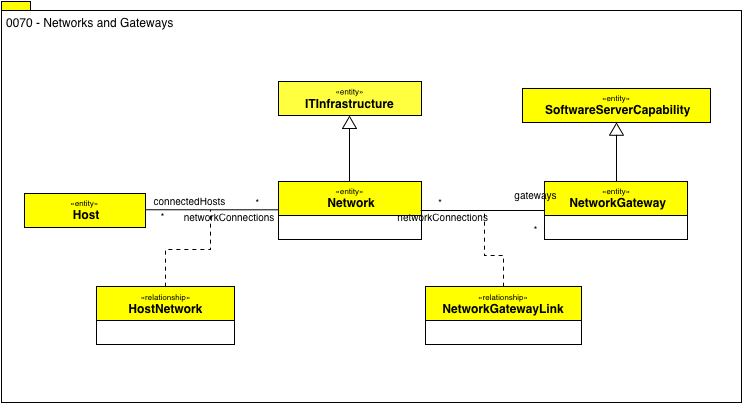 0070 - Networks and Gateways
«entity»
ITInfrastructure
«entity»
SoftwareServerCapability
«entity»
Host
connectedHosts
*
*
networkConnections
«entity»
Network
*
networkConnections
gateways
*
«entity»
NetworkGateway
«relationship»
HostNetwork
«relationship»
NetworkGatewayLink